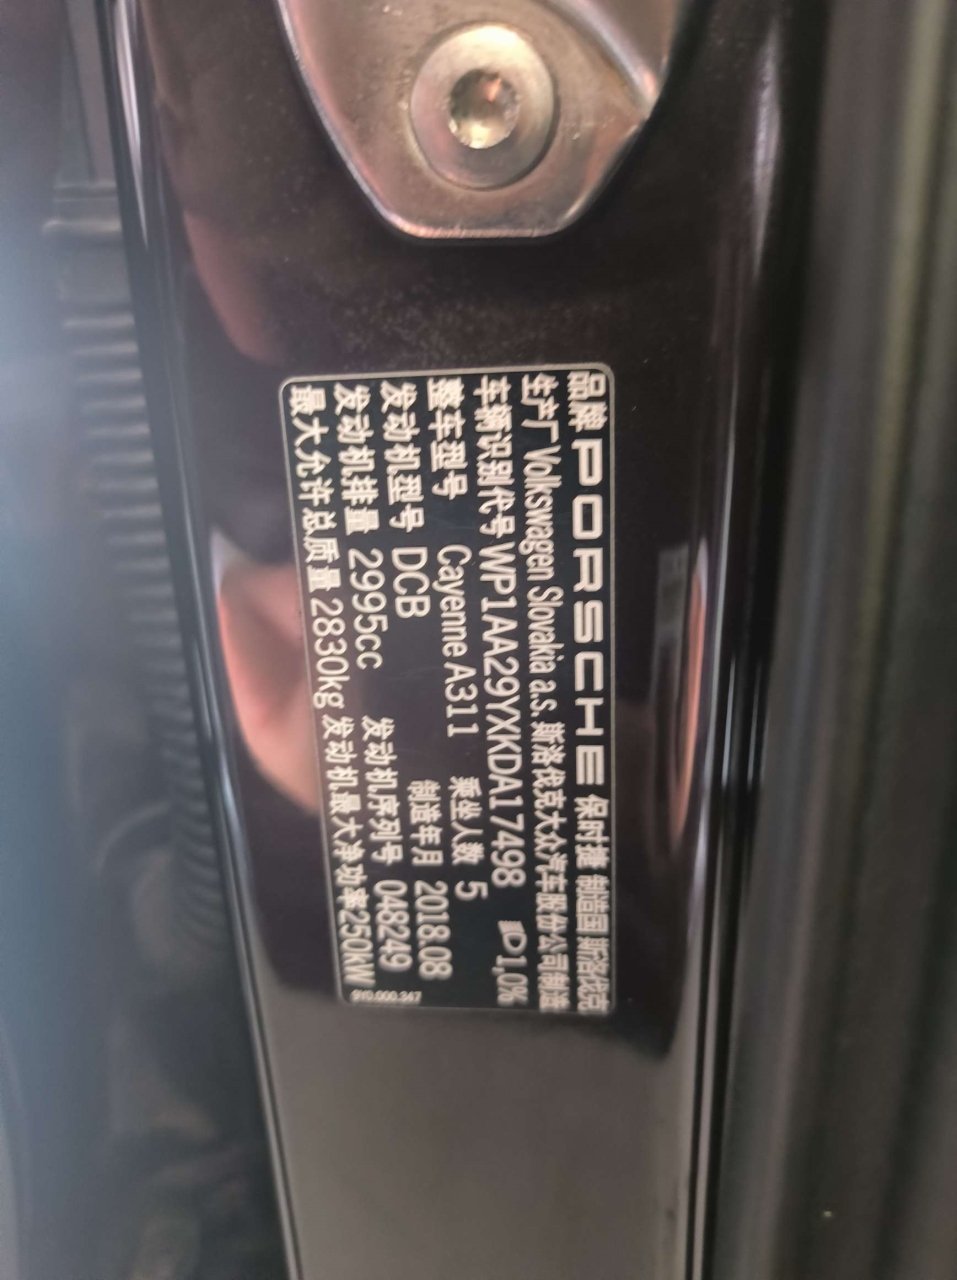 品牌 PORSCHE 保时捷 制造国 斯洛伐克
生产厂 Volkswagen Slovakia a.s. 斯洛伐克大众汽车股份公司制造
车辆识别代号 WP1AA29YXKDA17498 1,0%
整车型号 Cayenne A311 乘坐人数 5
发动机型号 DCB 制造年月 2018.08
发动机排量 2995cc 发动机序列号 048249
最大允许总质量 2830kg 发动机最大净功率250kW
9Y0.000.347